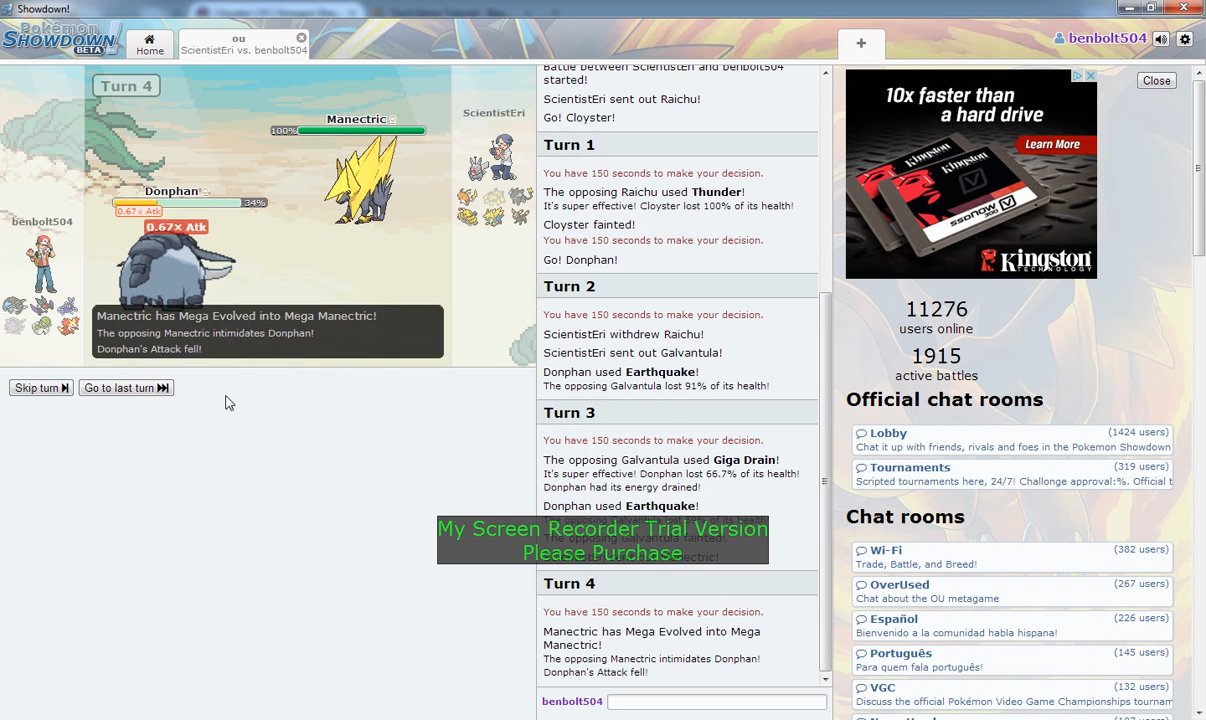 Showdown!
Pokémon
SHOWDOWN!
BETA
Home
ou
ScientistEri vs. benbolt504
+
benbolt504
Turn 4
Manectric
100%
ScientistEri
Donphan
34%
0.67× Atk
0.67× Atk
benbolt504
Manectric has Mega Evolved into Mega Manectric!
The opposing Manectric intimidates Donphan!
Donphan's Attack fell!
Skip turn
Go to last turn
Battle between ScientistEri and benbolt504
started!
ScientistEri sent out Raichu!
Go! Cloyster!
Turn 1
You have 150 seconds to make your decision.
The opposing Raichu used Thunder!
It's super effective! Cloyster lost 100% of its health!
Cloyster fainted!
You have 150 seconds to make your decision.
Go! Donphan!
Turn 2
You have 150 seconds to make your decision.
ScientistEri withdrew Raichu!
ScientistEri sent out Galvantula!
Donphan used Earthquake!
The opposing Galvantula lost 91% of its health!
Turn 3
You have 150 seconds to make your decision.
The opposing Galvantula used Giga Drain!
It's super effective! Donphan lost 66.7% of its health!
Donphan had its energy drained!
Donphan used Earthquake!
My Screen Recorder Trial Version
Please Purchase
Turn 4
You have 150 seconds to make your decision.
Manectric has Mega Evolved into Mega
Manectric!
The opposing Manectric intimidates Donphan!
Donphan's Attack fell!
benbolt504
Close
10x faster than
a hard drive
Learn More
Kingston
TECHNOLOGY
11276
users online
1915
active battles
Official chat rooms
Lobby
(1424 users)
Chat it up with friends, rivals and foes in the Pokemon Showdown
Tournaments
(319 users)
Scripted tournaments here, 24/7! Challonge approval:%. Official t
Chat rooms
Wi-Fi
(382 users)
Trade, Battle, and Breed!
OverUsed
(267 users)
Chat about the OU metagame
Español
(226 users)
Bienvenido a la comunidad habla hispana!
Português
(145 users)
Para quem fala português!
VGC
(132 users)
Discuss the official Pokémon Video Game Championships tournam